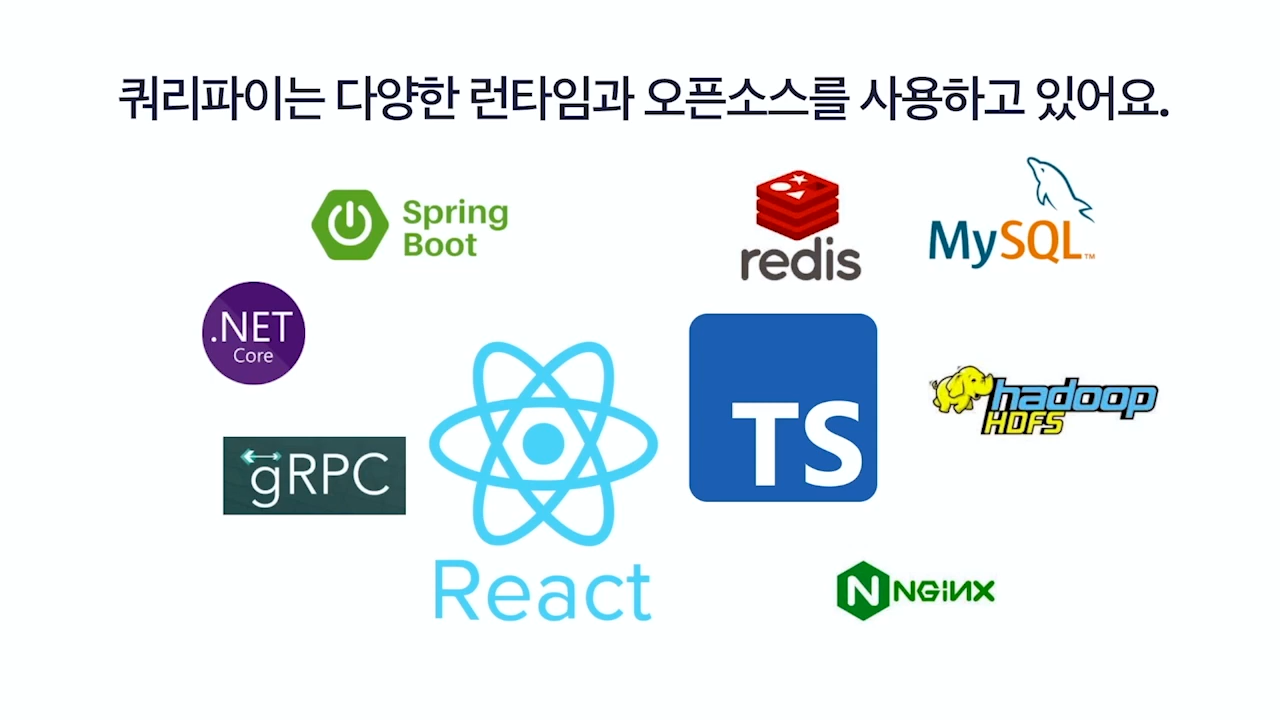 쿼리파이는 다양한 런타임과 오픈소스를 사용하고 있어요.
Spring
Boot
redis
MySQL™
.NET
Core
TS
hadoop
HDFS
gRPC
React
NGINX